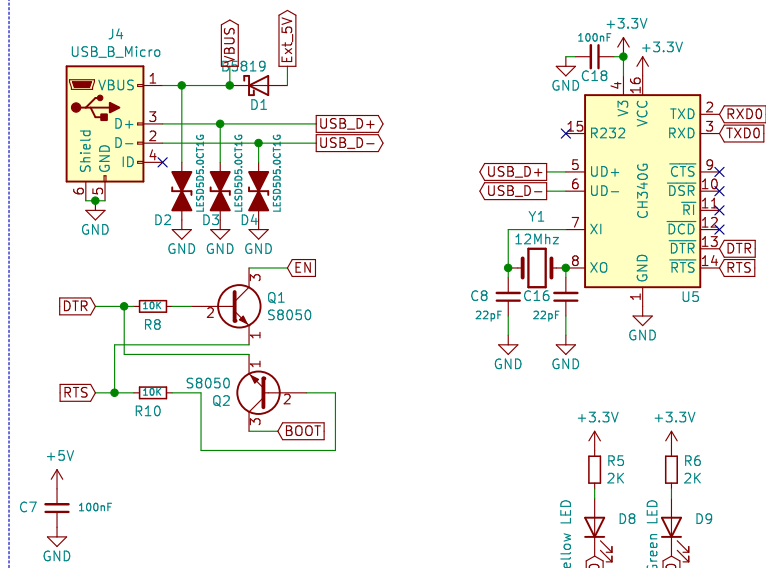 J4
USB_B_Micro
VBUS
1
D+
3
D-
2
ID
4
Shield
GND
6
5
GND
VBUS
Ext_5V
B5819
D1
USB_D+
USB_D-
LESD5D5.0CT1G
LESD5D5.0CT1G
LESD5D5.0CT1G
D2
D3
D4
GND
GND
GND
+3.3V
100nF
+3.3V
GND
C18
4
16
V3
VCC
15
R232
TXD
2
RXD0
RXD
3
TXD0
USB_D+
5
UD+
USB_D-
6
UD-
CH340G
CTS
9
DSR
10
RI
11
DCD
12
DTR
13
DTR
RTS
14
RTS
7
XI
8
XO
GND
1
U5
GND
Y1
12Mhz
C8
22pF
C16
22pF
GND
GND
EN
3
Q1
S8050
2
1
DTR
10K
R8
RTS
10K
R10
1
S8050
Q2
2
3
BOOT
+5V
C7
100nF
GND
+3.3V
+3.3V
R5
2K
R6
2K
D8
D9
ellow LED
Green LED